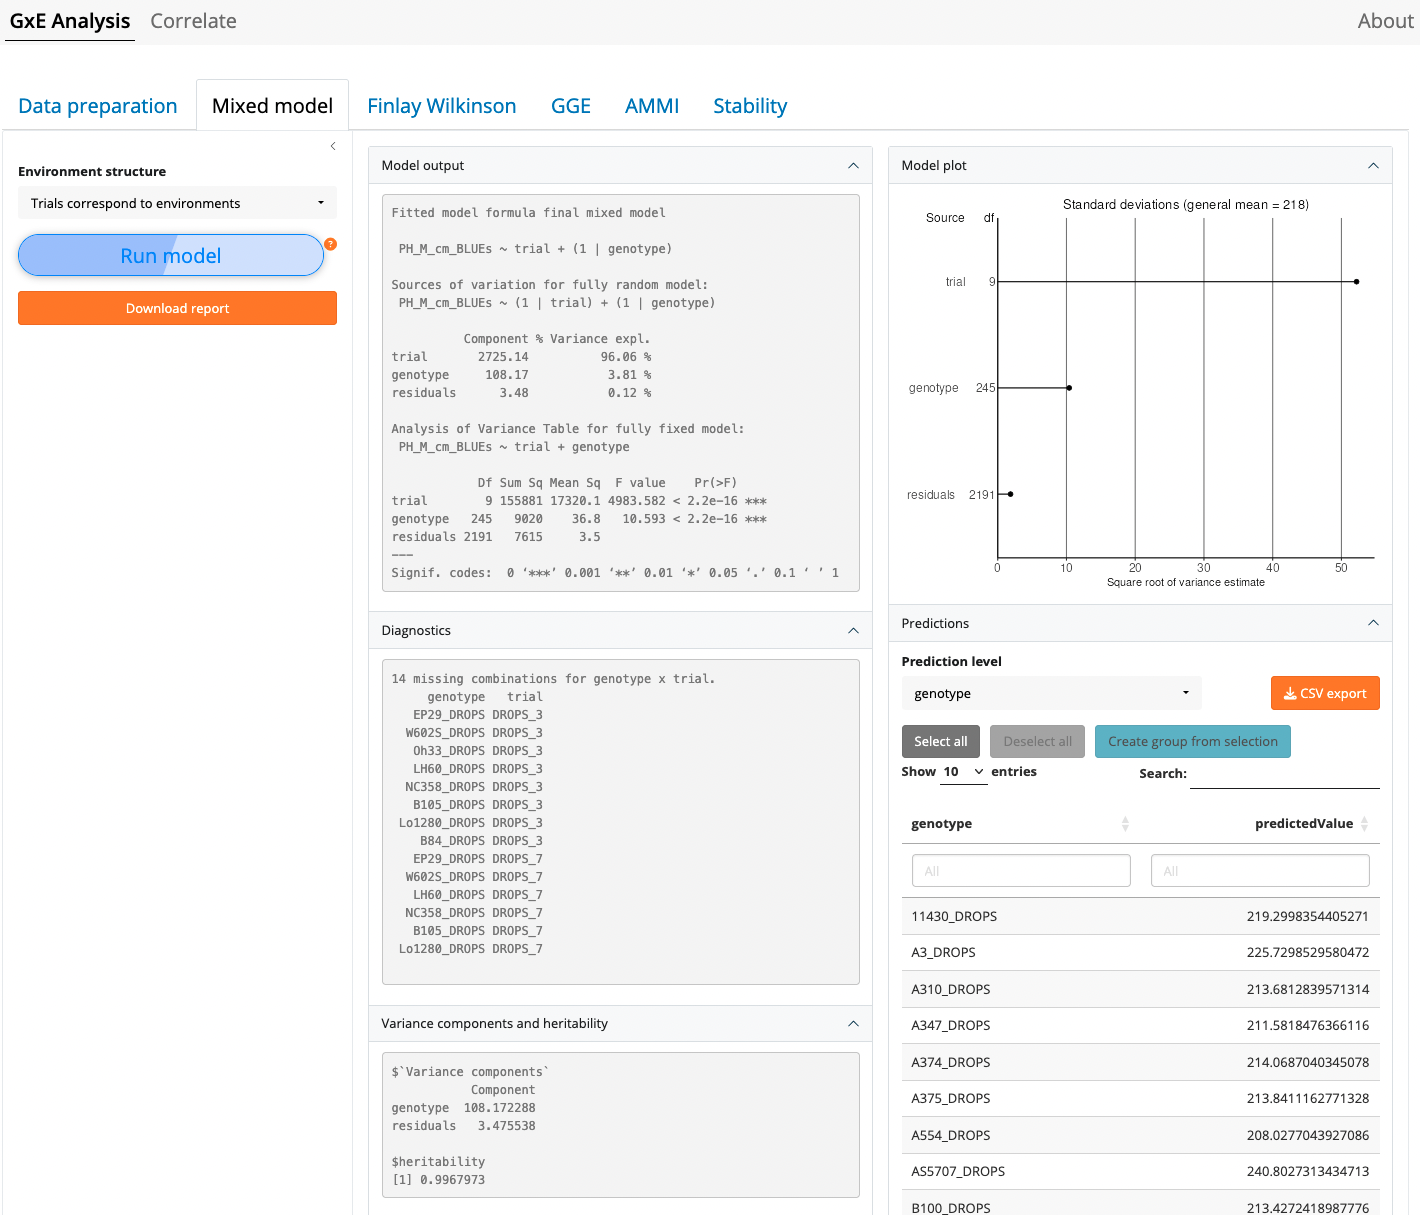 GxE Analysis Correlate About
Data preparation Mixed model Finlay Wilkinson GGE AMMI Stability
Environment structure
Trials correspond to environments
Run model ?
Download report
Model output
Fitted model formula final mixed model
PH_M_cm_BLUEs ~ trial + (1 | genotype)
Sources of variation for fully random model:
PH_M_cm_BLUEs ~ (1 | trial) + (1 | genotype)
Component % Variance expl.
trial 2725.14 96.06 %
genotype 108.17 3.81 %
residuals 3.48 0.12 %
Analysis of Variance Table for fully fixed model:
PH_M_cm_BLUEs ~ trial + genotype
Df Sum Sq Mean Sq F value Pr(>F)
trial 9 155881 17320.1 4983.582 < 2.2e-16 ***
genotype 245 9020 36.8 10.593 < 2.2e-16 ***
residuals 2191 7615 3.5
---
Signif. codes: 0 ‘***’ 0.001 ‘**’ 0.01 ‘*’ 0.05 ‘.’ 0.1 ‘ ’ 1
Diagnostics
14 missing combinations for genotype x trial.
genotype trial
EP29_DROPS DROPS_3
W602S_DROPS DROPS_3
Oh33_DROPS DROPS_3
LH60_DROPS DROPS_3
NC358_DROPS DROPS_3
B105_DROPS DROPS_3
Lo1280_DROPS DROPS_3
B84_DROPS DROPS_3
EP29_DROPS DROPS_7
W602S_DROPS DROPS_7
LH60_DROPS DROPS_7
NC358_DROPS DROPS_7
B105_DROPS DROPS_7
Lo1280_DROPS DROPS_7
Variance components and heritability
$`Variance components`
Component
genotype 108.172288
residuals 3.475538
$heritability
[1] 0.9967973
Model plot
Standard deviations (general mean = 218)
Source df
trial 9
genotype 245
residuals 2191
0 10 20 30 40 50
Square root of variance estimate
Predictions
Prediction level
genotype CSV export
Select all Deselect all Create group from selection
Show 10 entries Search:
genotype predictedValue
All All
11430_DROPS 219.2998354405271
A3_DROPS 225.7298529580472
A310_DROPS 213.6812839571314
A347_DROPS 211.5818476366116
A374_DROPS 214.0687040345078
A375_DROPS 213.8411162771328
A554_DROPS 208.0277043927086
AS5707_DROPS 240.8027313434713
B100_DROPS 213.4272418987776